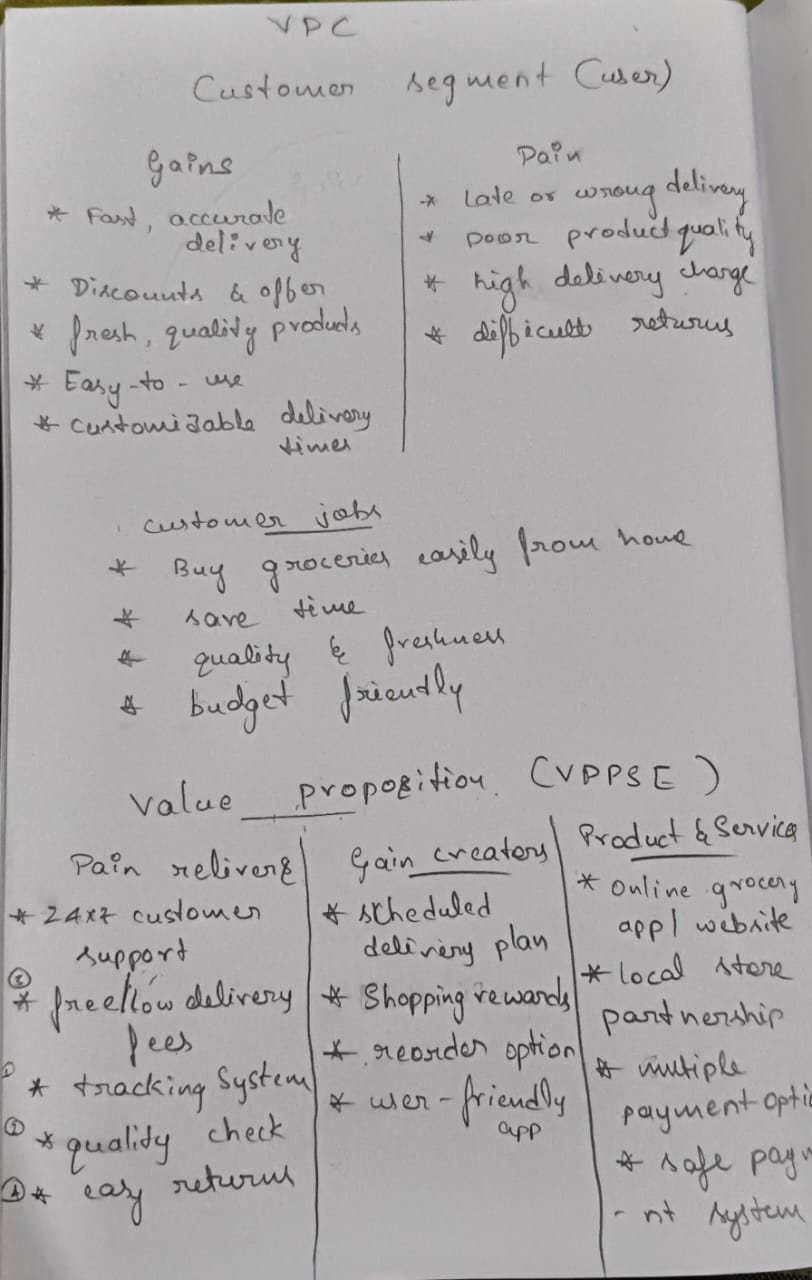 VPC
Customer segment (user)
Gains
* Fast, accurate
delivery
* Discounts & offer
* fresh, quality products
* Easy-to-use
* customizable delivery
times
Pain
* Late or wrong delivery
* poor product quality
* high delivery charge
* difficult returns
customer jobs
* Buy groceries easily from home
* save time
* quality & freshness
* budget friendly
Value proposition. (VPPSE)
Pain relivers
* 24x7 customer
support
* free/low delivery
fees
① * tracking System
③ * quality check
④ * easy returns
Gain creators
* scheduled
delivery plan
* Shopping rewards
* reorder option
* user-friendly
app
Product & Service
* online grocery
app/website
* local store
partnership
* multiple
payment opti
* safe paym
- nt system